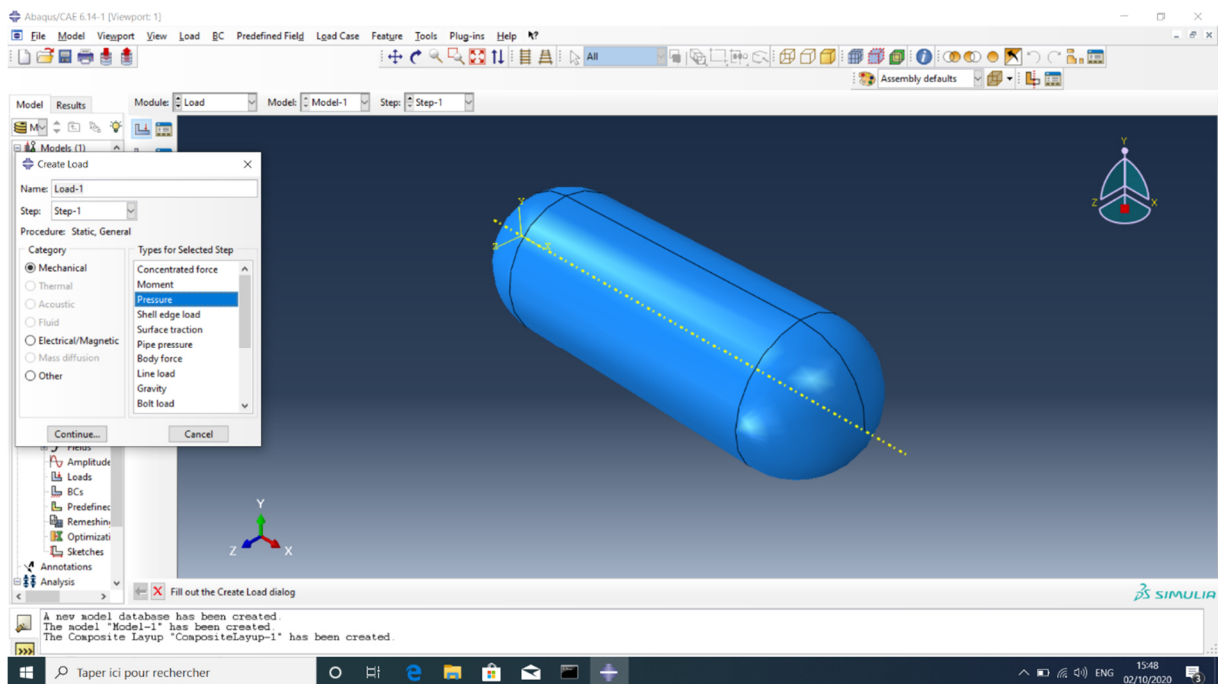 Abaqus/CAE 6.14-1 [Viewport: 1]
File Model Viewport View Load BC Predefined Field Load Case Feature Tools Plug-ins Help
All
Assembly defaults
Model Results Module: Load Model: Model-1 Step: Step-1
Models (1)
Create Load
Name: Load-1
Step: Step-1
Procedure: Static, General
Category
Mechanical
Thermal
Acoustic
Fluid
Electrical/Magnetic
Mass diffusion
Other
Types for Selected Step
Concentrated force
Moment
Pressure
Shell edge load
Surface traction
Pipe pressure
Body force
Line load
Gravity
Bolt load
Continue... Cancel
Fields
Amplitude
Loads
BCs
Predefined
Remeshin
Optimizati
Sketches
Annotations
Analysis
Y
Z X
Y
Z X
Y
Z X
Fill out the Create Load dialog
SIMULIA
A new model database has been created.
The model "Model-1" has been created.
The Composite Layup "CompositeLayup-1" has been created.
>>>
Taper ici pour rechercher
ENG
15:48
02/10/2020
3